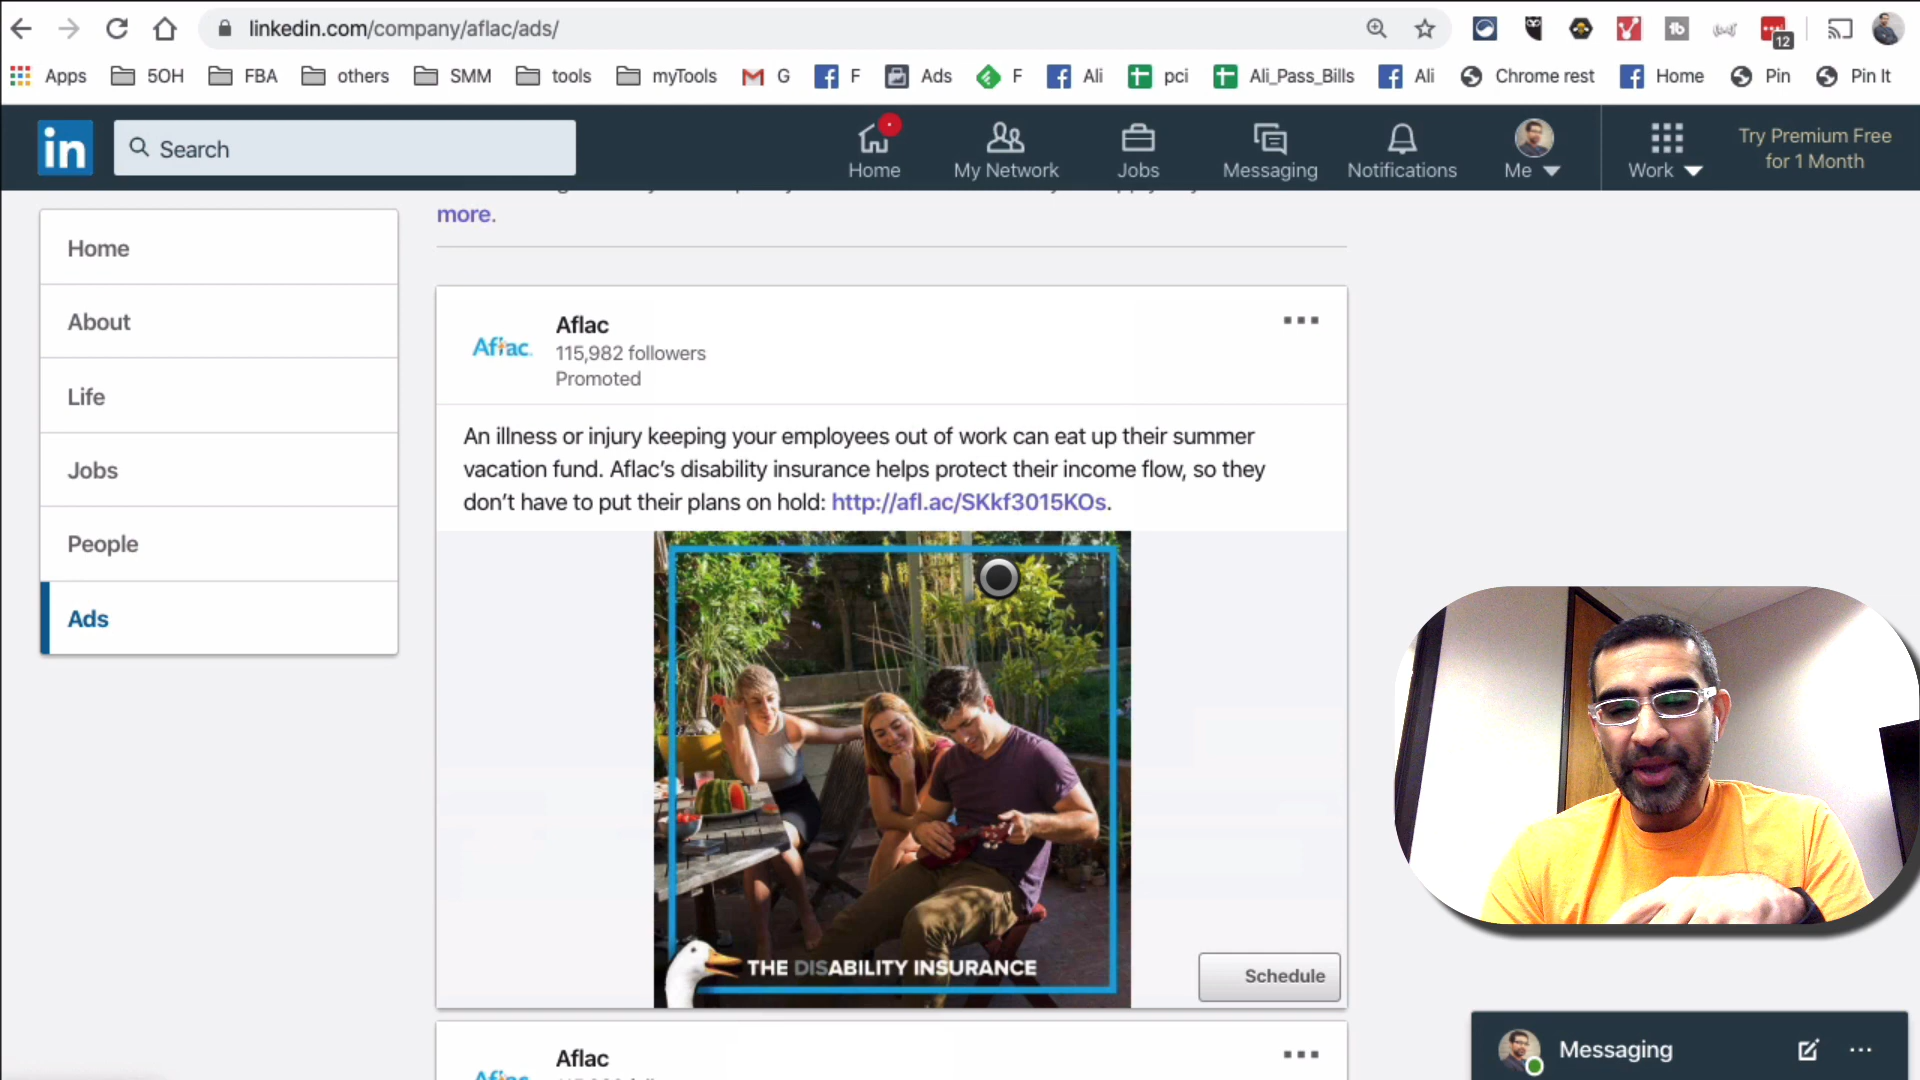 linkedin.com/company/aflac/ads/
12
Apps 5OH FBA others SMM tools myTools G F Ads F Ali pci Ali_Pass_Bills Ali Chrome rest Home Pin Pin It
in Search Home My Network Jobs Messaging Notifications Me Work
Try Premium Free
for 1 Month
more.
Home
About
Life
Jobs
People
Ads
Aflac
Aflac
115,982 followers
Promoted
An illness or injury keeping your employees out of work can eat up their summer
vacation fund. Aflac’s disability insurance helps protect their income flow, so they
don’t have to put their plans on hold: http://afl.ac/SKkf3015KOs.
THE DISABILITY INSURANCE
Schedule
Aflac
Messaging